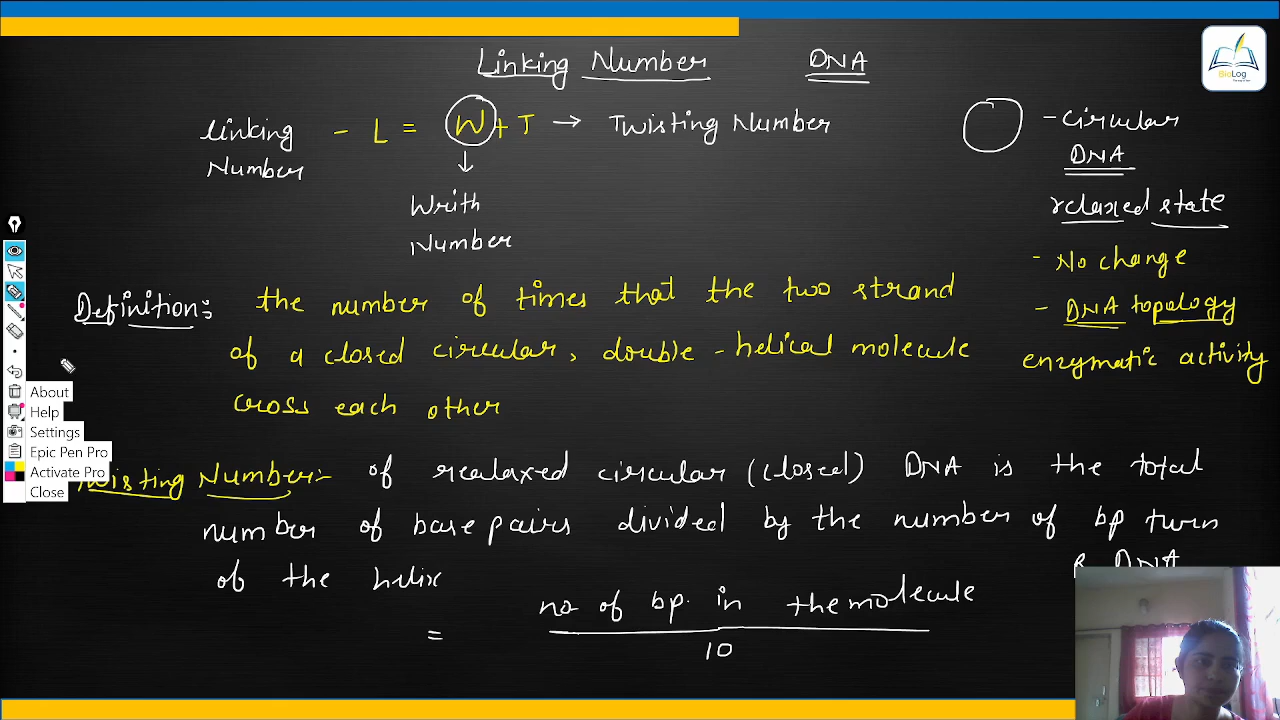 Linking Number DNA
BioLog
linking Number - L = W + T → Twisting Number
Writh Number
- circular DNA
relaxed state
- No change
- DNA topology
enzymatic activity
Definition:- the number of times that the two strand
of a closed circular, double - helical molecule
cross each other
About
Help
Settings
Epic Pen Pro
Activate Pro
Close
Twisting Number:- of realaxed circular (closed) DNA is the total
number of base pairs divided by the number of bp turn
of the helix
B DNA
= no. of bp. in the molecule
10